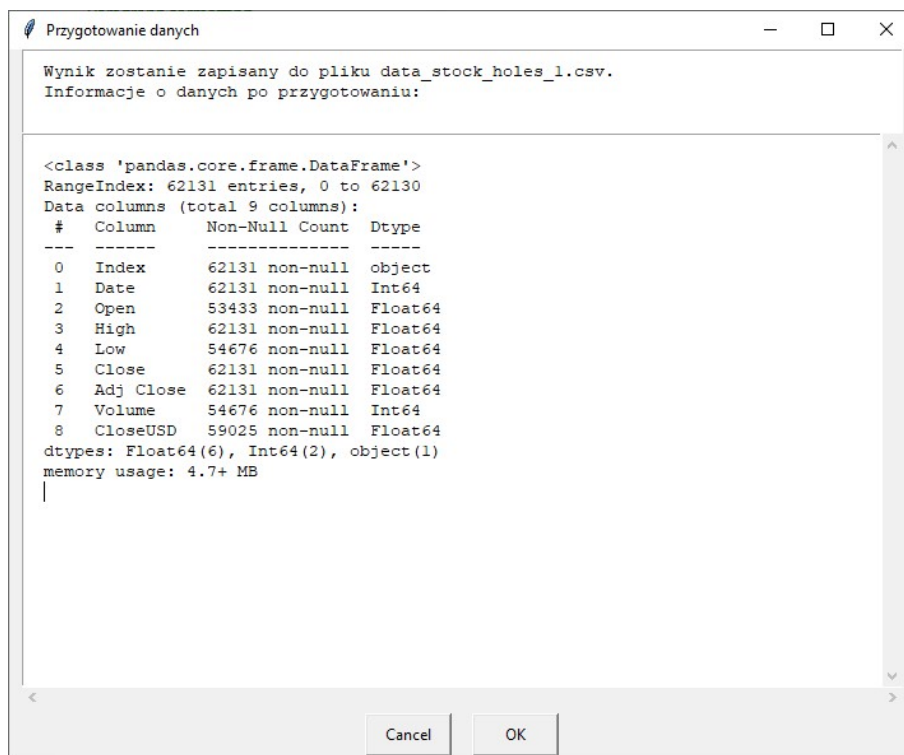 Przygotowanie danych
Wynik zostanie zapisany do pliku data_stock_holes_1.csv.
Informacje o danych po przygotowaniu:
<class 'pandas.core.frame.DataFrame'>
RangeIndex: 62131 entries, 0 to 62130
Data columns (total 9 columns):
 #   Column     Non-Null Count  Dtype
---  ------     --------------  -----
 0   Index      62131 non-null  object
 1   Date       62131 non-null  Int64
 2   Open       53433 non-null  Float64
 3   High       62131 non-null  Float64
 4   Low        54676 non-null  Float64
 5   Close      62131 non-null  Float64
 6   Adj Close  62131 non-null  Float64
 7   Volume     54676 non-null  Int64
 8   CloseUSD   59025 non-null  Float64
dtypes: Float64(6), Int64(2), object(1)
memory usage: 4.7+ MB
Cancel OK